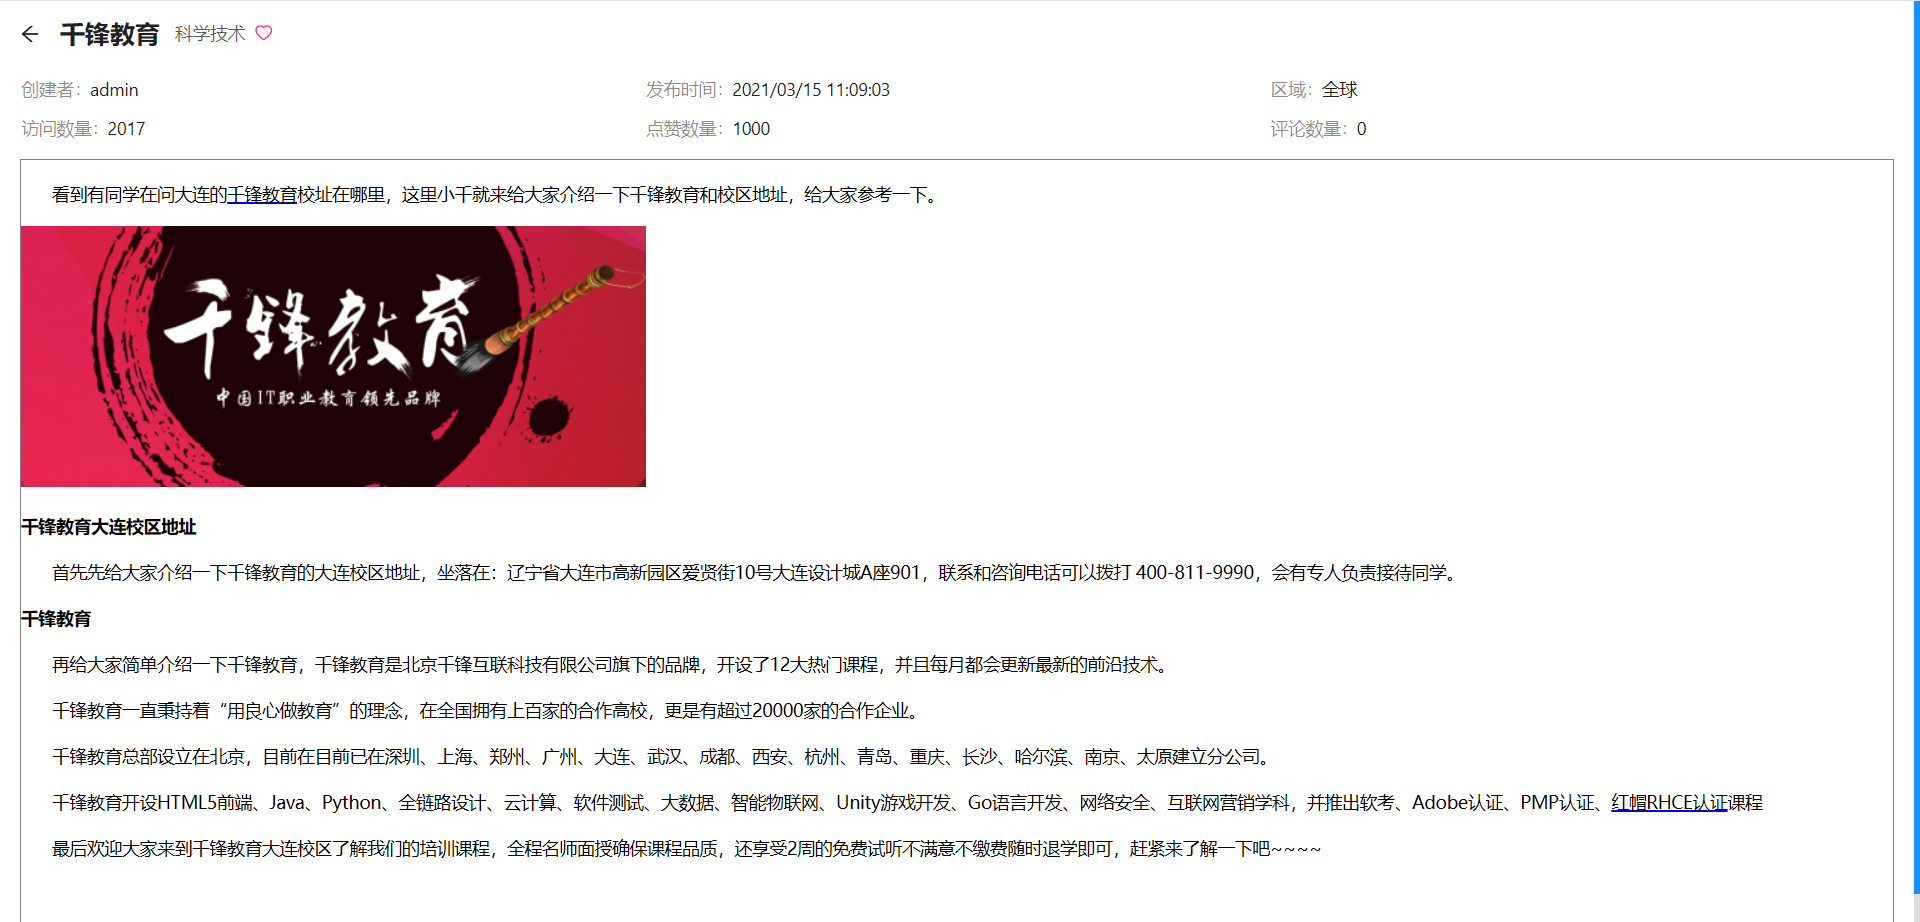 千锋教育 科学技术
创建者：admin 发布时间：2021/03/15 11:09:03 区域：全球
访问数量：2017 点赞数量：1000 评论数量：0
看到有同学在问大连的千锋教育校址在哪里，这里小千就来给大家介绍一下千锋教育和校区地址，给大家参考一下。
千锋教育
中国IT职业教育领先品牌
千锋教育大连校区地址
首先先给大家介绍一下千锋教育的大连校区地址，坐落在：辽宁省大连市高新园区爱贤街10号大连设计城A座901，联系和咨询电话可以拨打 400-811-9990，会有专人负责接待同学。
千锋教育
再给大家简单介绍一下千锋教育，千锋教育是北京千锋互联科技有限公司旗下的品牌，开设了12大热门课程，并且每月都会更新最新的前沿技术。
千锋教育一直秉持着“用良心做教育”的理念，在全国拥有上百家的合作高校，更是有超过20000家的合作企业。
千锋教育总部设立在北京，目前在目前已在深圳、上海、郑州、广州、大连、武汉、成都、西安、杭州、青岛、重庆、长沙、哈尔滨、南京、太原建立分公司。
千锋教育开设HTML5前端、Java、Python、全链路设计、云计算、软件测试、大数据、智能物联网、Unity游戏开发、Go语言开发、网络安全、互联网营销学科，并推出软考、Adobe认证、PMP认证、红帽RHCE认证课程
最后欢迎大家来到千锋教育大连校区了解我们的培训课程，全程名师面授确保课程品质，还享受2周的免费试听不满意不缴费随时退学即可，赶紧来了解一下吧~~~~